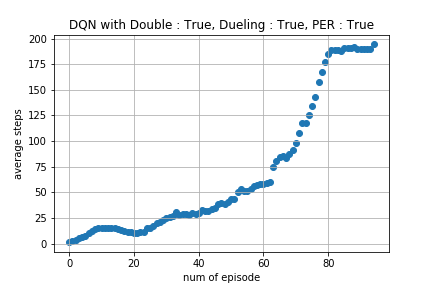 DQN with Double : True, Dueling : True, PER : True
200
175
150
125
100
75
50
25
0
average steps
0 20 40 60 80
num of episode